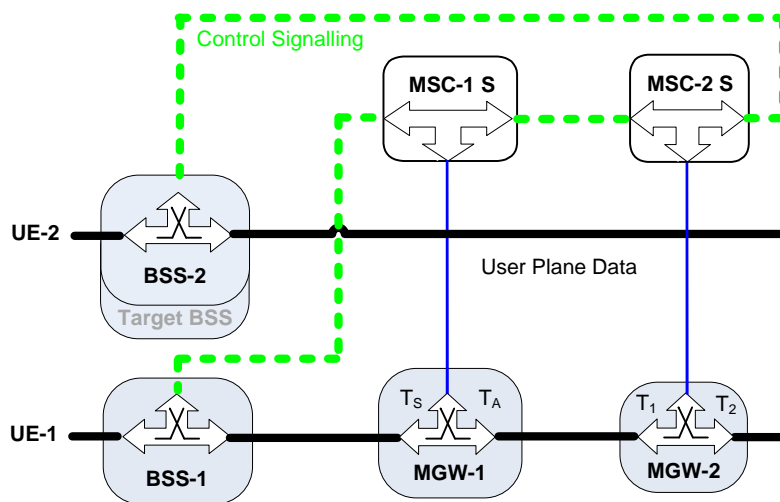 Control Signalling
MSC-1 S
MSC-2 S
UE-2
BSS-2
User Plane Data
Target BSS
TS
TA
T1
T2
UE-1
BSS-1
MGW-1
MGW-2